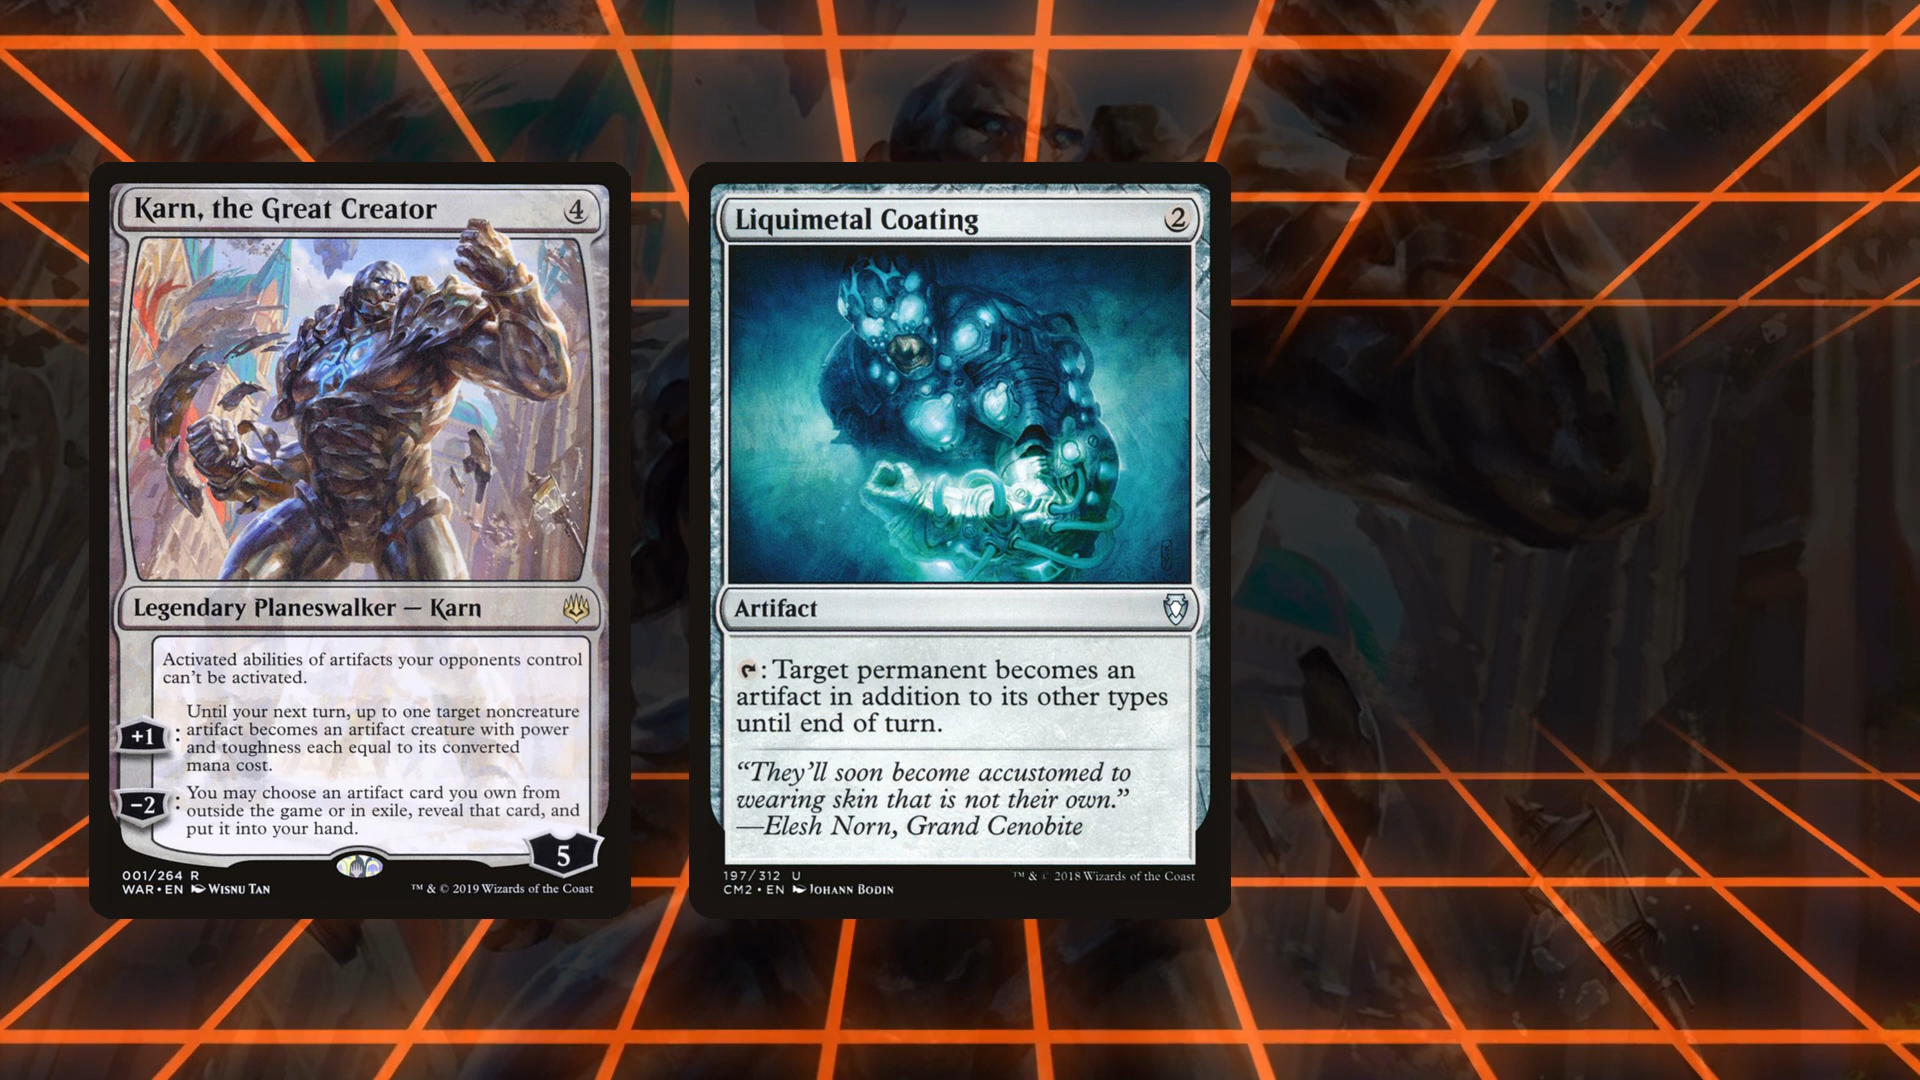 Karn, the Great Creator 4
Legendary Planeswalker — Karn
Activated abilities of artifacts your opponents control
can't be activated.
+1: Until your next turn, up to one target noncreature
artifact becomes an artifact creature with power
and toughness each equal to its converted
mana cost.
−2: You may choose an artifact card you own from
outside the game or in exile, reveal that card, and
put it into your hand.
5
001/264 R
WAR • EN Wisnu Tan
™ & © 2019 Wizards of the Coast
Liquimetal Coating 2
Artifact
: Target permanent becomes an
artifact in addition to its other types
until end of turn.
“They’ll soon become accustomed to
wearing skin that is not their own.”
—Elesh Norn, Grand Cenobite
197/312 U
CM2 • EN Johann Bodin
™ & © 2018 Wizards of the Coast